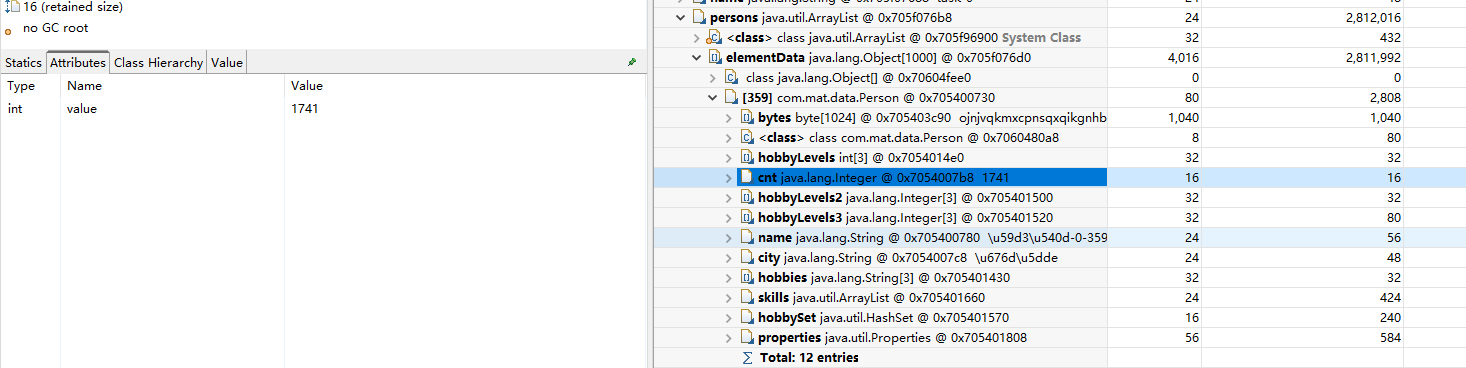 16 (retained size)
no GC root
Statics Attributes Class Hierarchy Value
Type Name Value
int value 1741
persons java.util.ArrayList @ 0x705f076b8 24 2,812,016
<class> class java.util.ArrayList @ 0x705f96900 System Class 32 432
elementData java.lang.Object[1000] @ 0x705f076d0 4,016 2,811,992
class java.lang.Object[] @ 0x70604fee0 0 0
[359] com.mat.data.Person @ 0x705400730 80 2,808
bytes byte[1024] @ 0x705403c90 ojnjvqkmxcpnsqxqikgnhb 1,040 1,040
<class> class com.mat.data.Person @ 0x7060480a8 8 80
hobbyLevels int[3] @ 0x7054014e0 32 32
cnt java.lang.Integer @ 0x7054007b8 1741 16 16
hobbyLevels2 java.lang.Integer[3] @ 0x705401500 32 32
hobbyLevels3 java.lang.Integer[3] @ 0x705401520 32 80
name java.lang.String @ 0x705400780 \u59d3\u540d-0-359 24 56
city java.lang.String @ 0x7054007c8 \u676d\u5dde 24 48
hobbies java.lang.String[3] @ 0x705401430 32 32
skills java.util.ArrayList @ 0x705401660 24 424
hobbySet java.util.HashSet @ 0x705401570 16 240
properties java.util.Properties @ 0x705401808 56 584
Σ Total: 12 entries